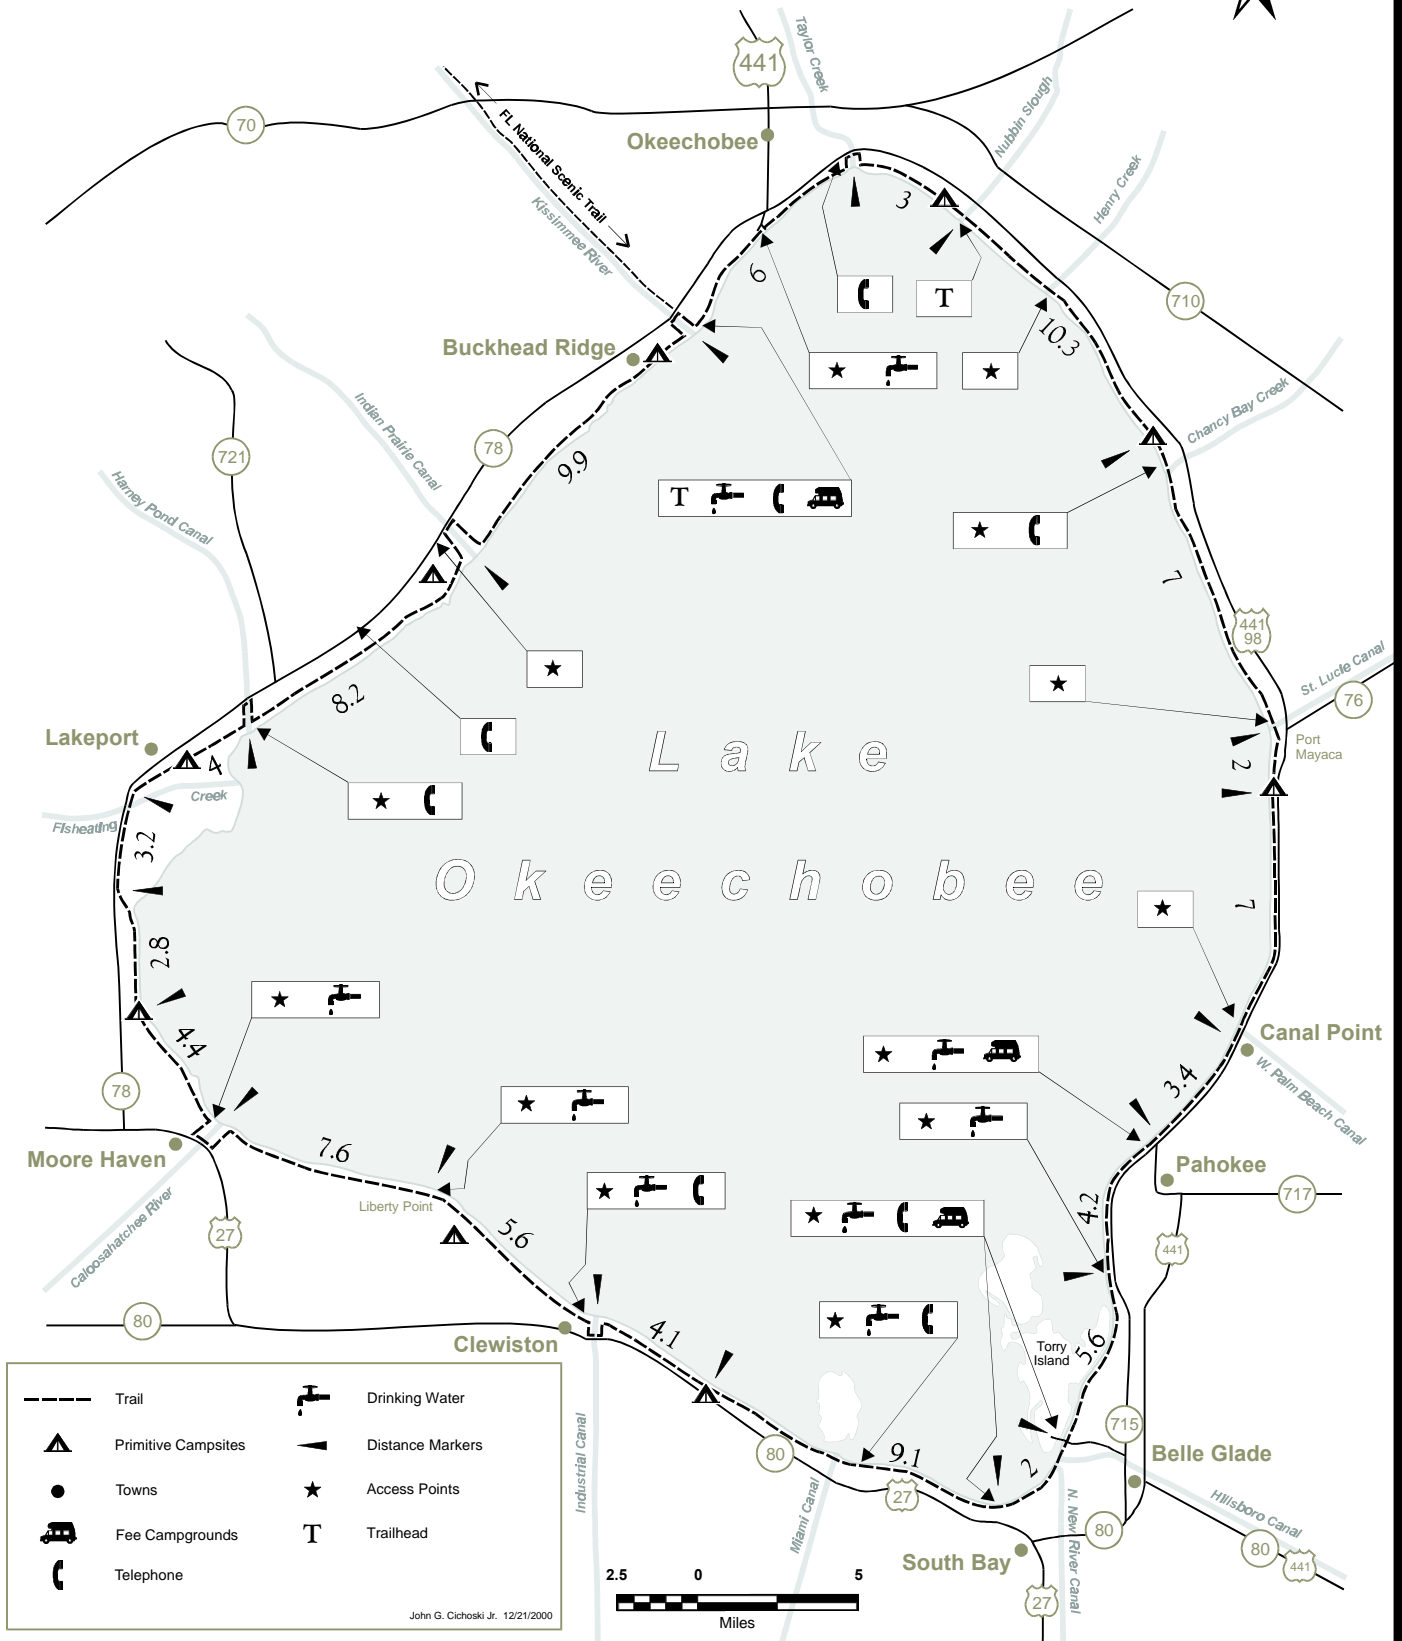 441
Taylor Creek
Nubbin Slough
70
FL National Scenic Trail
Okeechobee
Henry Creek
Kissimmee River
3
6
T
710
10.3
Buckhead Ridge
Indian Prairie Canal
Chancy Bay Creek
78
721
9.9
Harney Pond Canal
T
7
441
98
St. Lucie Canal
76
8.2
Lakeport
Lake
Port
Mayaca
4
2
Creek
Fisheating
3.2
Okeechobee
7
2.8
4.4
Canal Point
W. Palm Beach Canal
3.4
78
Moore Haven
7.6
Pahokee
717
Caloosahatchee River
Liberty Point
4.2
27
5.6
441
80
Clewiston
4.1
Torry
Island
5.6
715
80
9.1
2
Belle Glade
27
Industrial Canal
Miami Canal
N. New River Canal
Hillsboro Canal
80
80
441
South Bay
27
Trail
Drinking Water
Primitive Campsites
Distance Markers
Towns
Access Points
Fee Campgrounds
T
Trailhead
Telephone
John G. Cichoski Jr. 12/21/2000
2.5 0 5
Miles